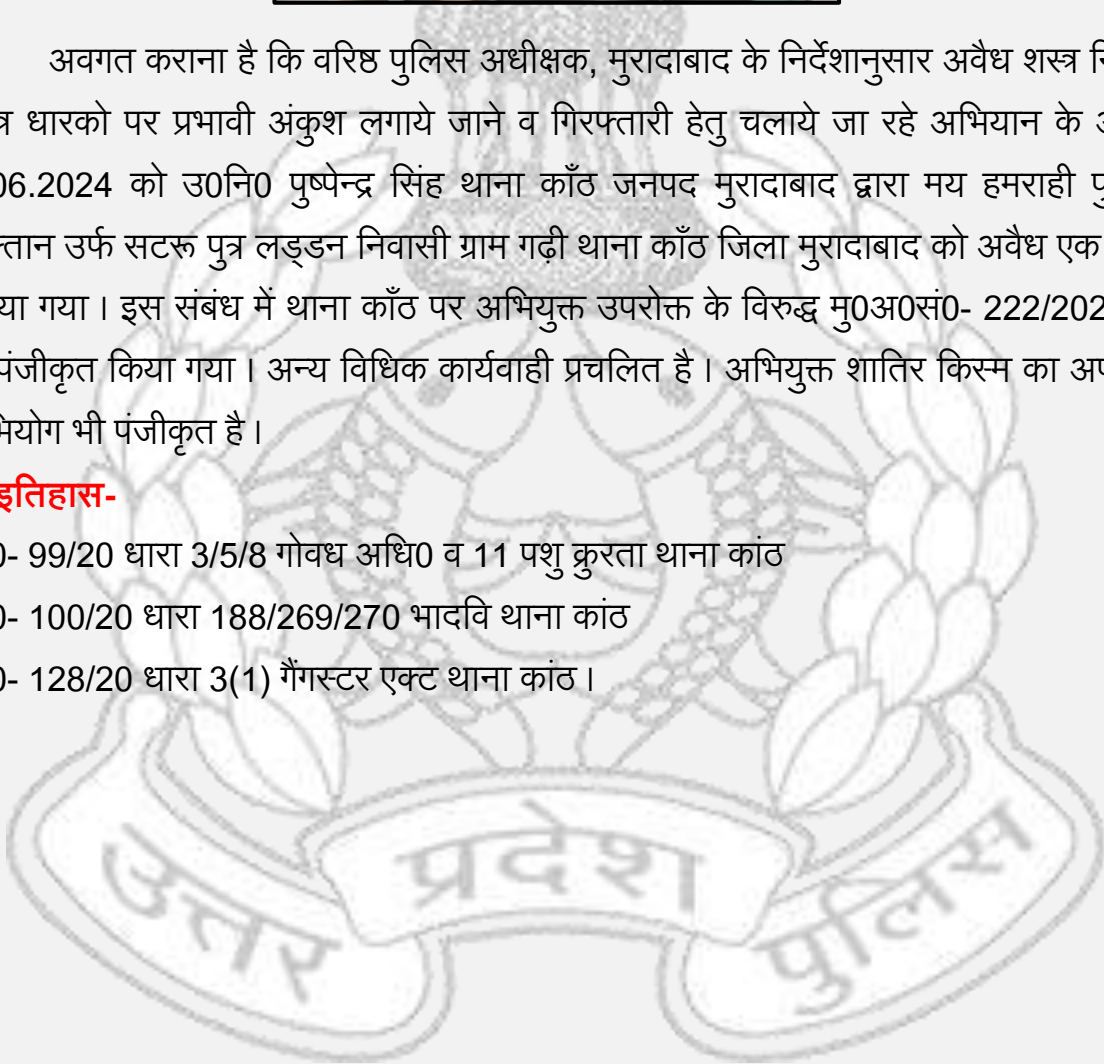 अवगत कराना है कि वरिष्ठ पुलिस अधीक्षक, मुरादाबाद के निर्देशानुसार अवैध शस्त्र
धारको पर प्रभावी अंकुश लगाये जाने व गिरफ्तारी हेतु चलाये जा रहे अभियान के
06.2024 को उ0नि0 पुष्पेन्द्र सिंह थाना काँठ जनपद मुरादाबाद द्वारा मय हमराही
उर्फ सटरू पुत्र लड्डन निवासी ग्राम गढ़ी थाना काँठ जिला मुरादाबाद को अवैध एक
गया । इस संबंध में थाना काँठ पर अभियुक्त उपरोक्त के विरुद्ध मु0अ0सं0- 222/202
पंजीकृत किया गया । अन्य विधिक कार्यवाही प्रचलित है । अभियुक्त शातिर किस्म का
भी पंजीकृत है ।
इतिहास-
0- 99/20 धारा 3/5/8 गोवध अधि0 व 11 पशु क्रुरता थाना कांठ
0- 100/20 धारा 188/269/270 भादवि थाना कांठ
0- 128/20 धारा 3(1) गैंगस्टर एक्ट थाना कांठ ।
उत्तर प्रदेश पुलिस